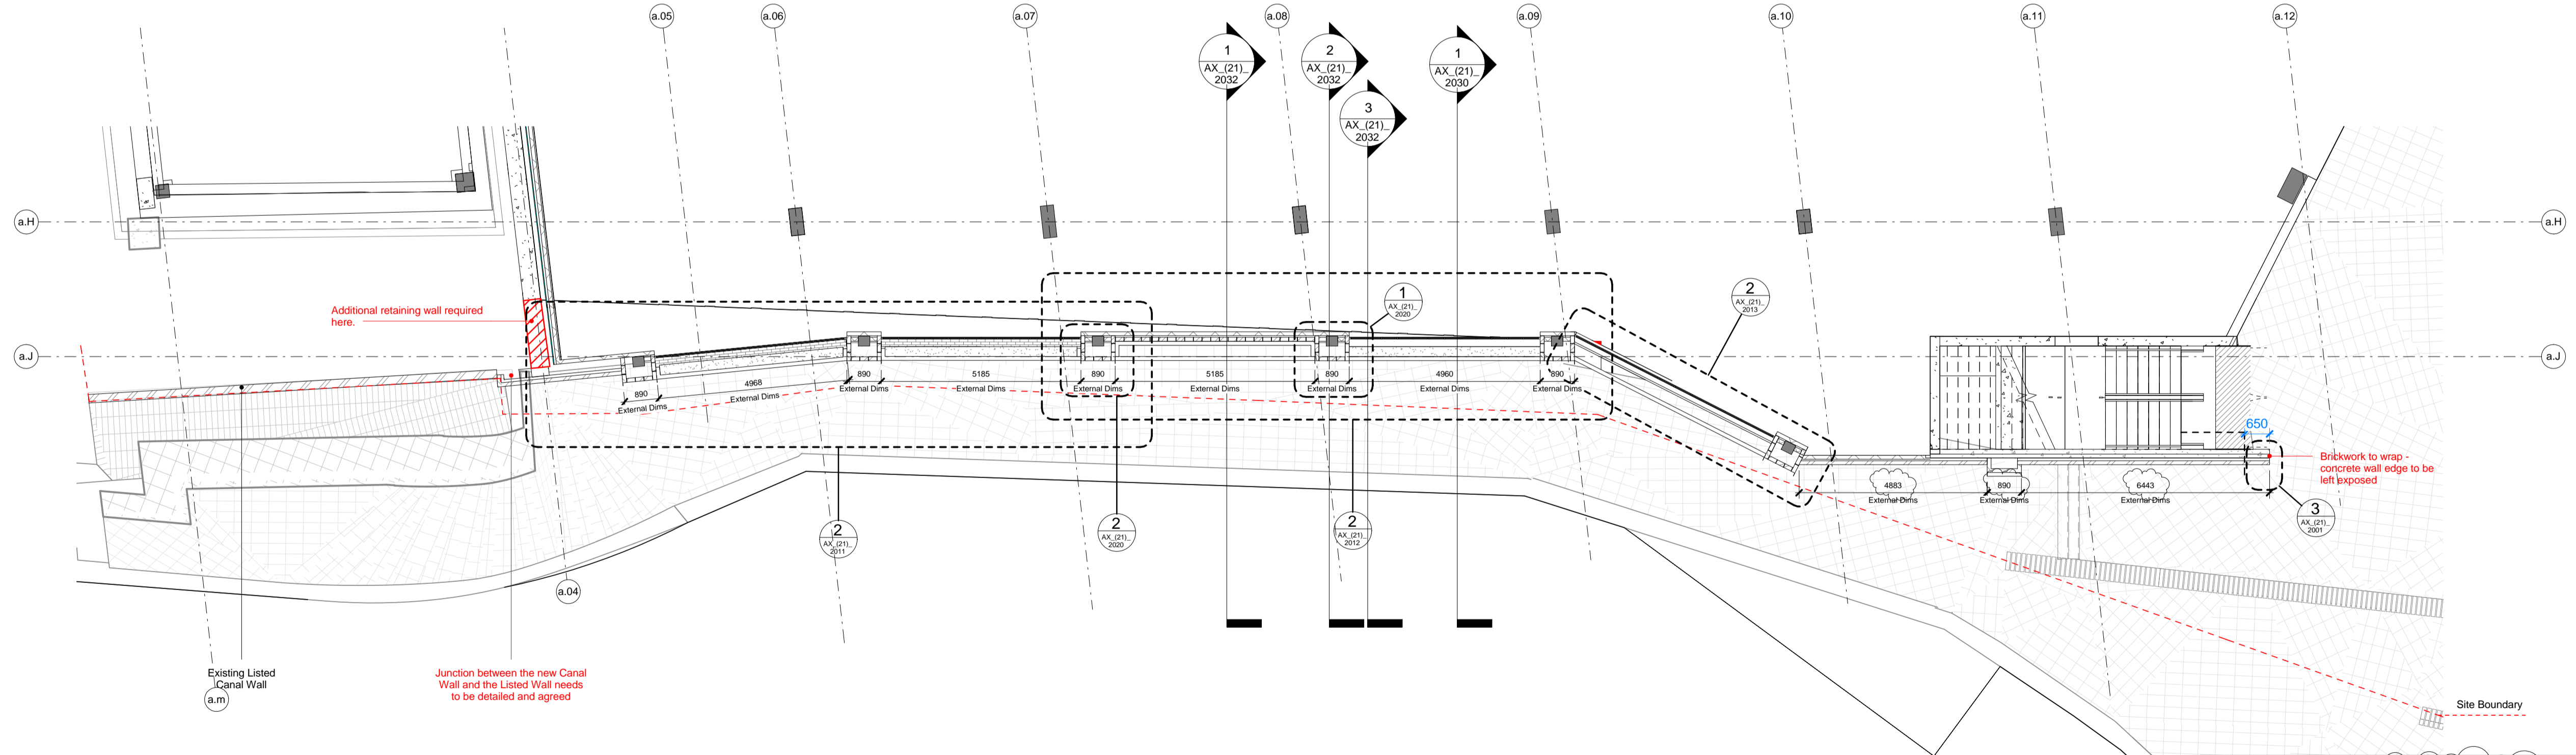 a.05
a.06
a.07
a.08
a.09
a.10
a.11
a.12
1
AX_(21)_
2032
2
AX_(21)_
2032
1
AX_(21)_
2030
3
AX_(21)_
2032
a.H
a.H
Additional retaining wall required
here.
1
AX_(21)_
2020
2
AX_(21)_
2013
a.J
a.J
890
External Dims
4968
External Dims
890
External Dims
5185
External Dims
890
External Dims
5185
External Dims
890
External Dims
4960
External Dims
890
External Dims
650
Brickwork to wrap -
concrete wall edge to be
left exposed
4883
External Dims
890
External Dims
6443
External Dims
2
AX_(21)_
2011
2
AX_(21)_
2020
2
AX_(21)_
2012
3
AX_(21)_
2001
a.04
Existing Listed
Canal Wall
a.m
Junction between the new Canal
Wall and the Listed Wall needs
to be detailed and agreed
Site Boundary